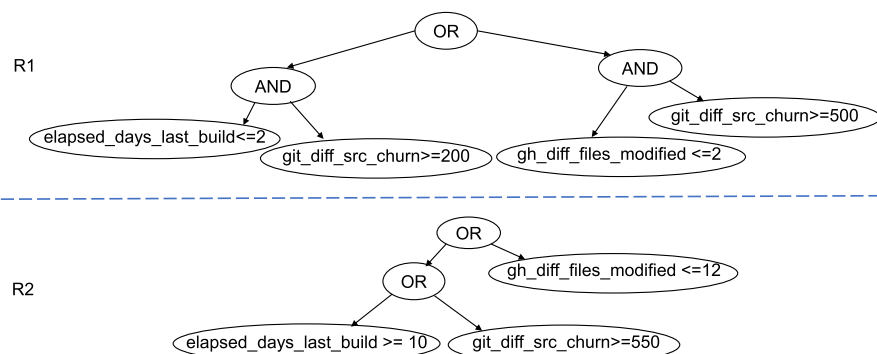 OR
R1
AND
AND
elapsed_days_last_build<=2
git_diff_src_churn>=200
gh_diff_files_modified <=2
git_diff_src_churn>=500
OR
gh_diff_files_modified <=12
OR
R2
elapsed_days_last_build >= 10
git_diff_src_churn>=550